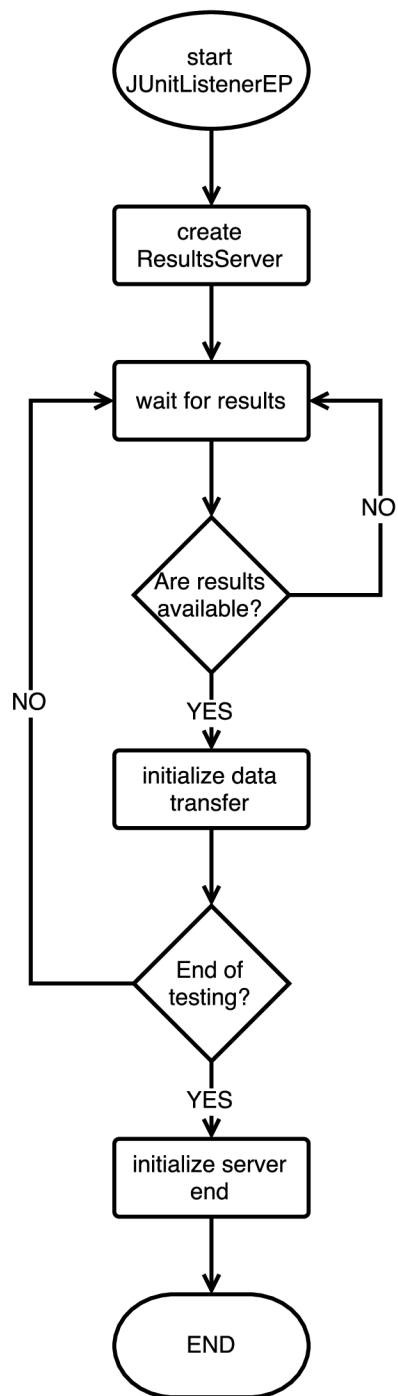 start
JUnitListenerEP
create
ResultsServer
wait for results
NO
Are results
available?
NO
YES
initialize data
transfer
End of
testing?
YES
initialize server
end
END